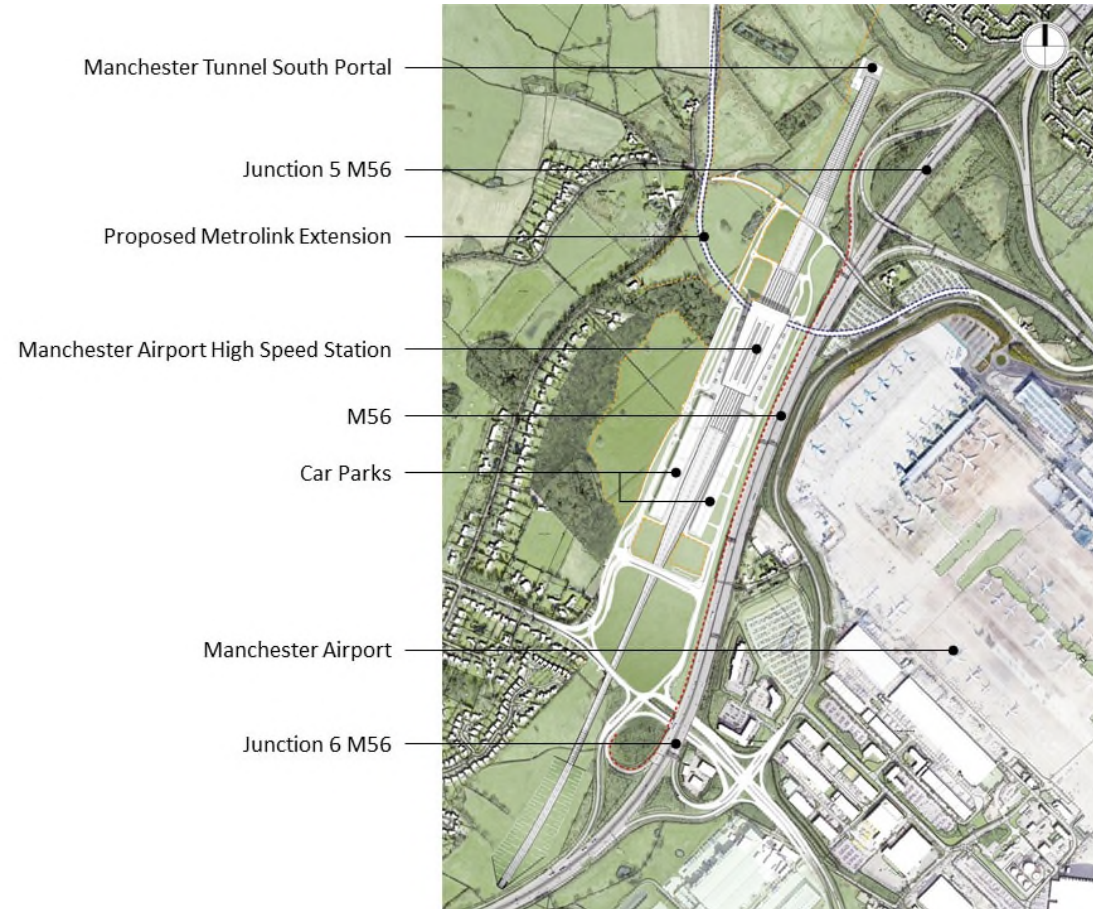 Manchester Tunnel South Portal
Junction 5 M56
Proposed Metrolink Extension
Manchester Airport High Speed Station
M56
Car Parks
Manchester Airport
Junction 6 M56